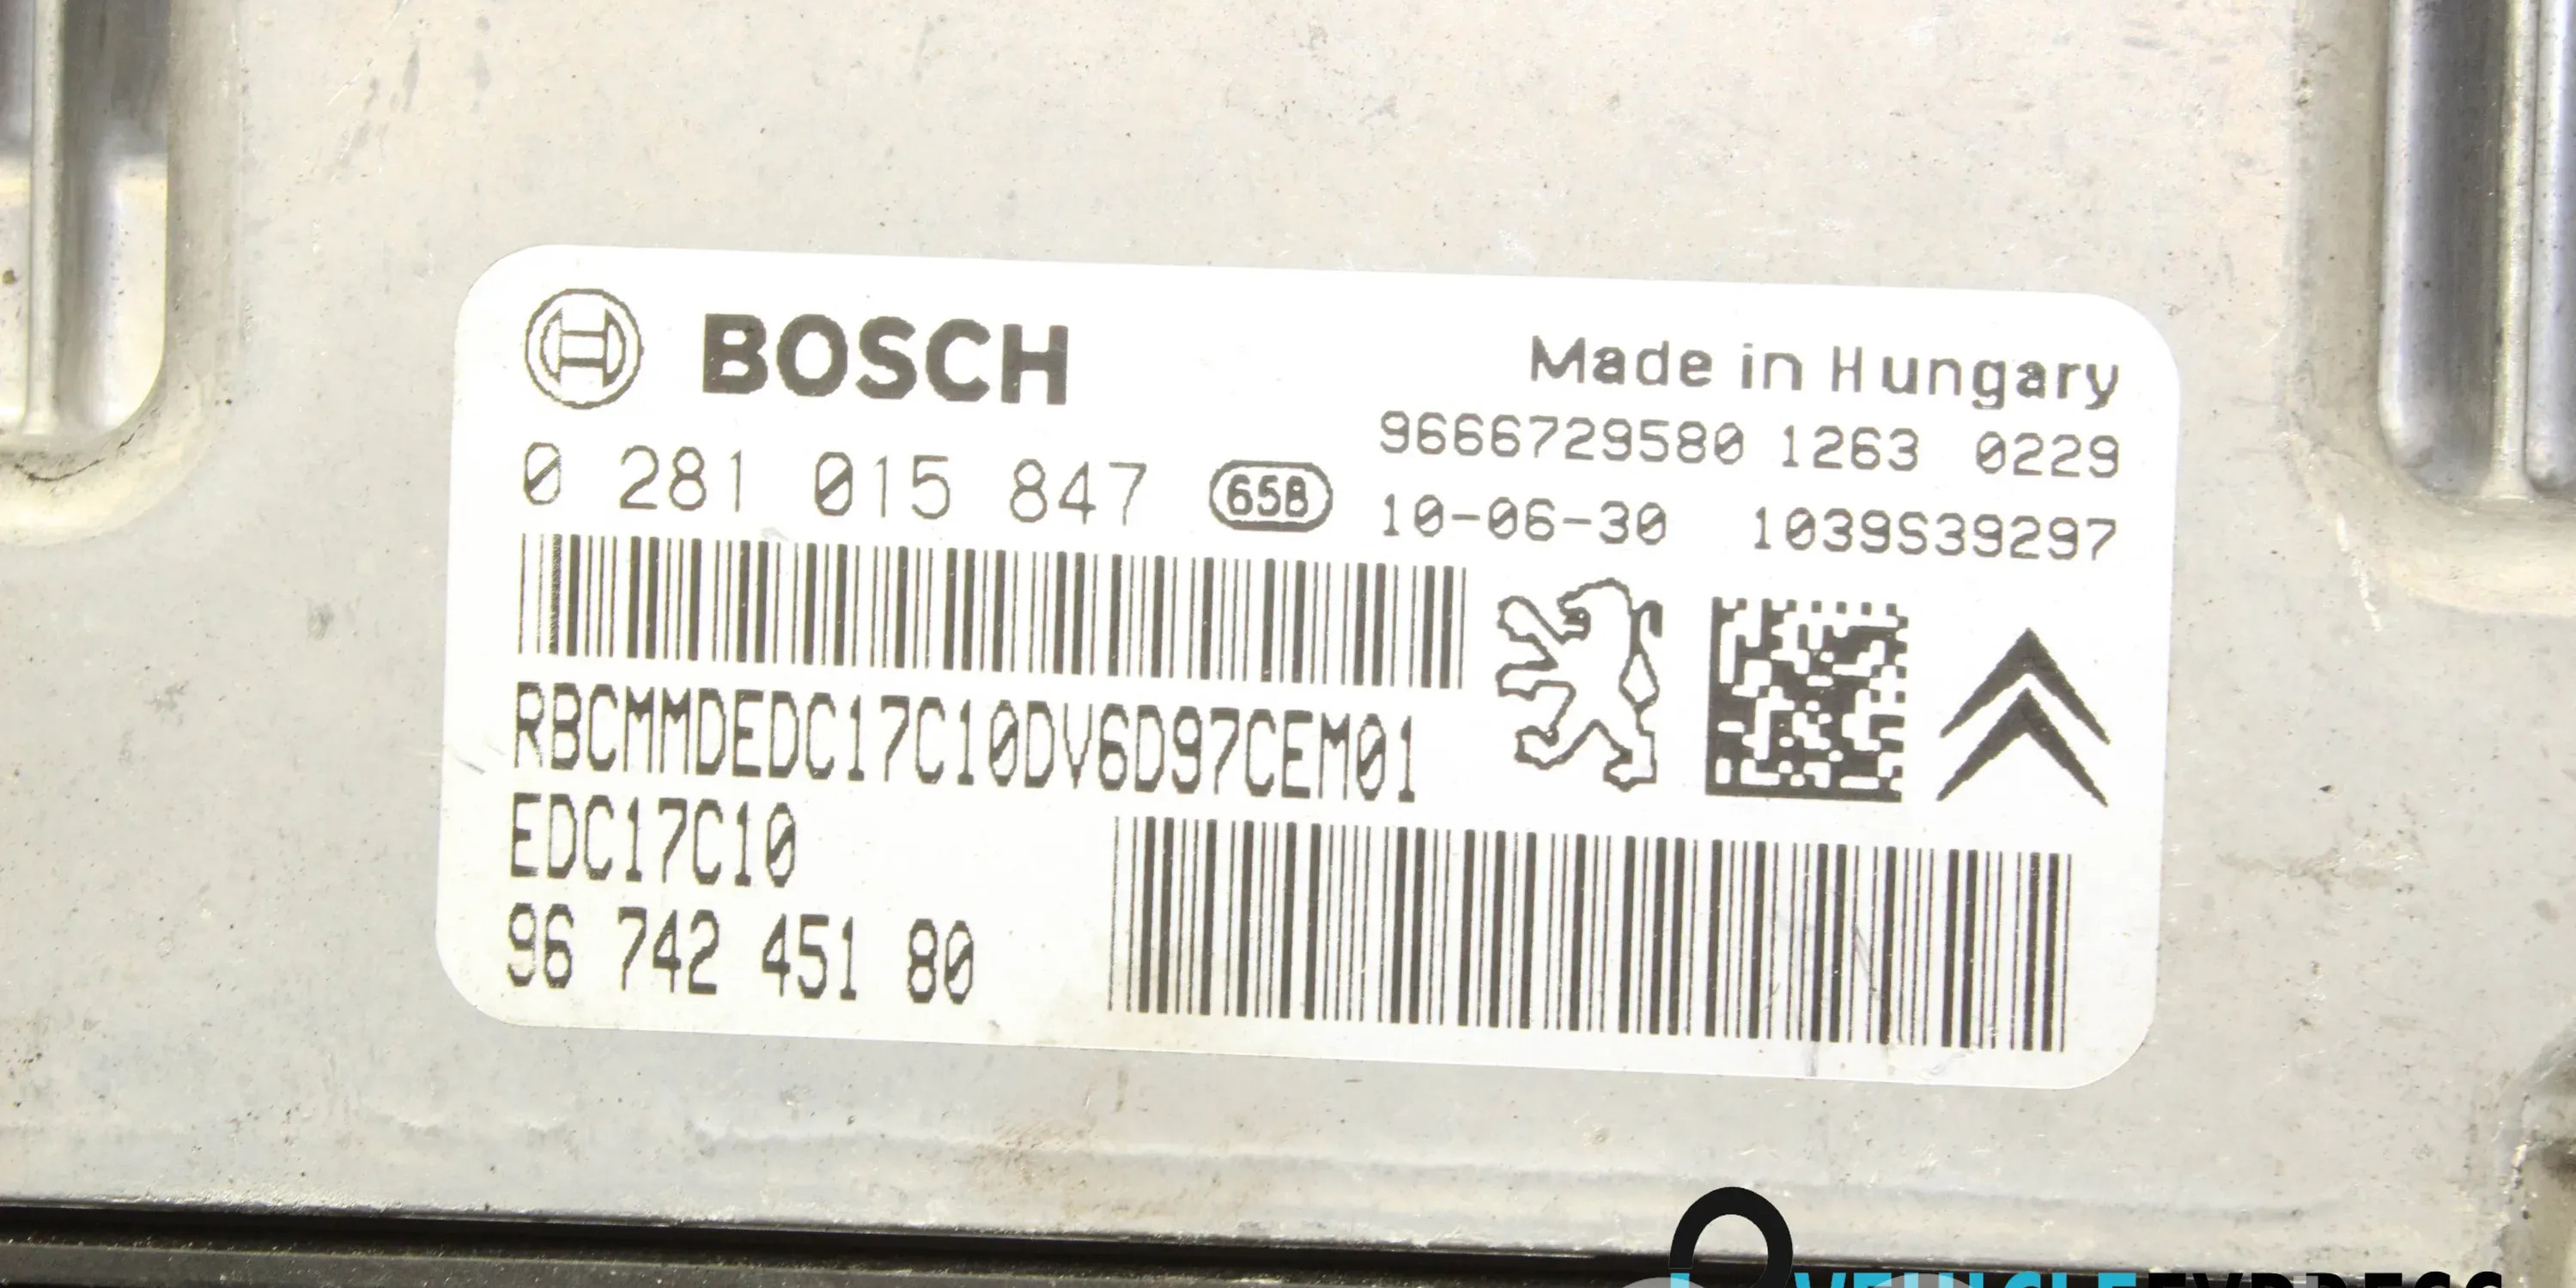 BOSCH
Made in Hungary
9666729580 1263 0229
0 281 015 847 65B
10-06-30 1039S39297
RBCMMDEDC17C10DV6D97CEM01
EDC17C10
96 742 451 80